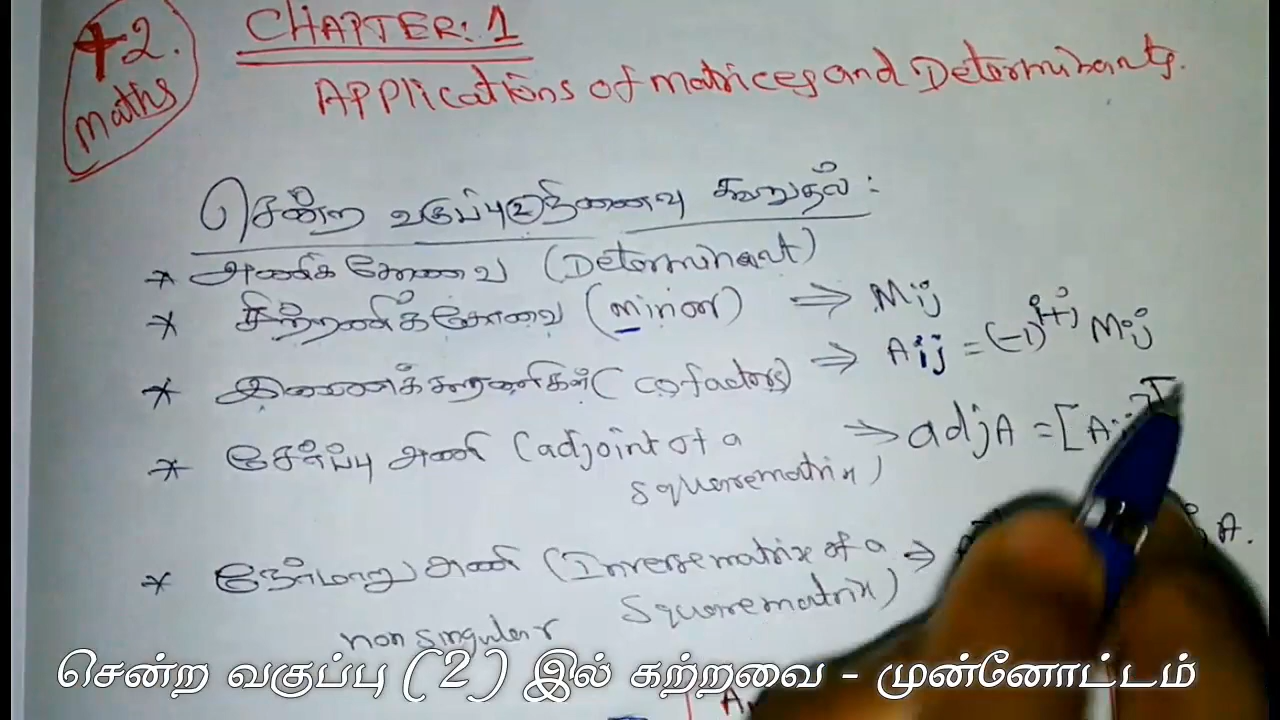 +2.
maths
CHAPTER: 1
Applications of matrices and Determinants.
சென்ற வகுப்பு (2) நினைவு கூறுதல் :
* அணிக்கோவை (Determinant)
* சிற்றணிக்கோவை (minor) ⇒ Mij
* இணைக்காரணிகள் (cofactors) ⇒ Aij = (-1)^{i+j} Mij
* சேர்ப்பு அணி (adjoint of a square matrix) ⇒ adjA = [Aij]^T
* நேர்மாறு அணி (Inverse matrix of a square matrix) ⇒ A.
non singular
சென்ற வகுப்பு (2) இல் கற்றவை - முன்னோட்டம்